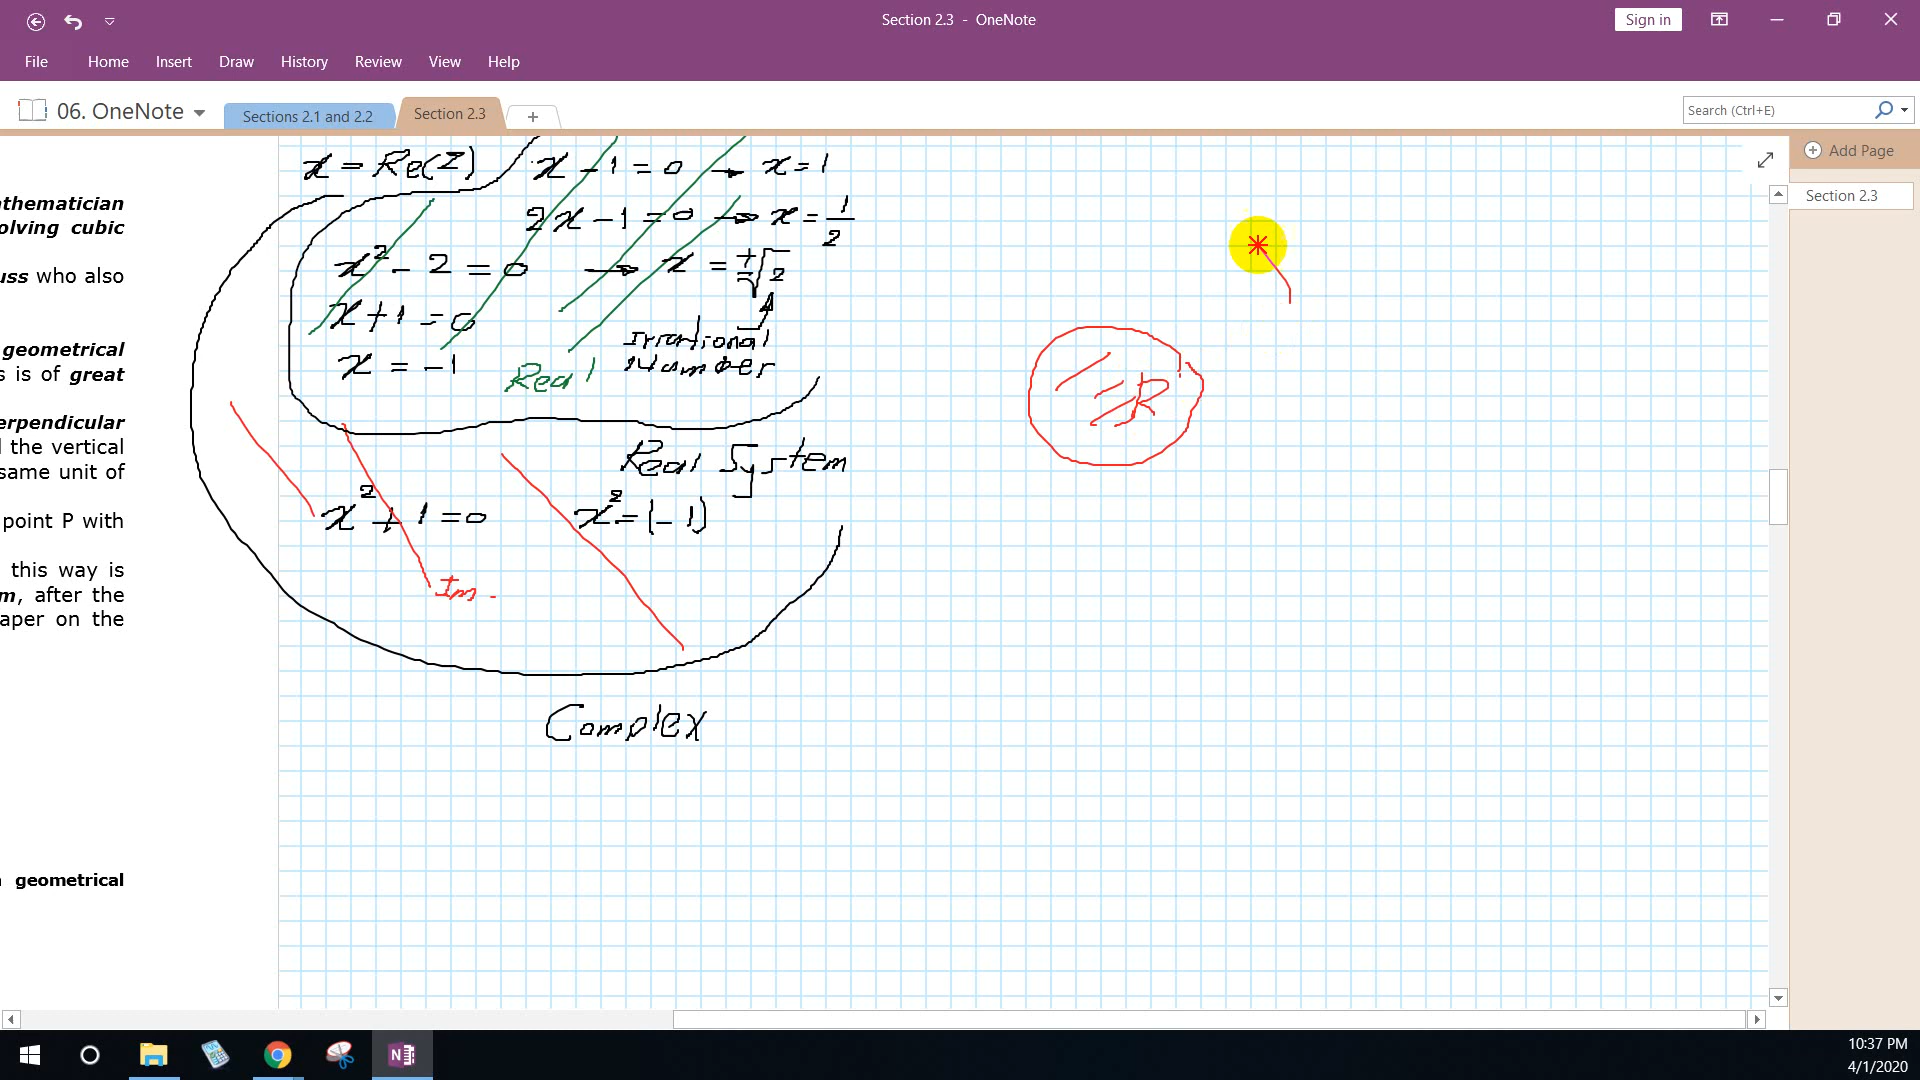 Section 2.3 - OneNote
Sign in
File Home Insert Draw History Review View Help
06. OneNote
Sections 2.1 and 2.2
Section 2.3
+
Search (Ctrl+E)
Add Page
Section 2.3
athematician
olving cubic
uss who also
geometrical
s is of great
erpendicular
d the vertical
same unit of
point P with
this way is
m, after the
aper on the
n geometrical
x = Re(Z)
x - 1 = 0 → x = 1
2x - 1 = 0 → x = 1/2
x² - 2 = 0 → x = ±√2
x + 1 = 0
x = -1
Real
Irrational
number
Real System
x² + 1 = 0 x² = (-1)
Im.
Complex
R
10:37 PM
4/1/2020